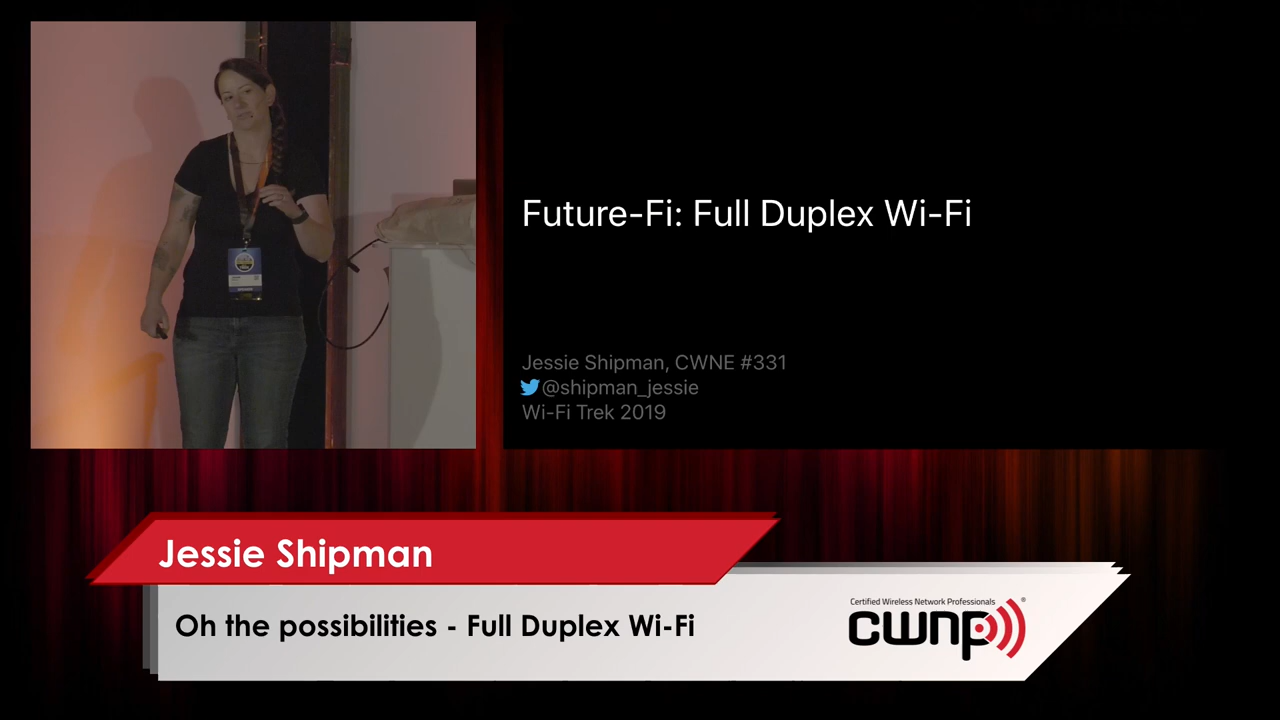 Future-Fi: Full Duplex Wi-Fi
Jessie Shipman, CWNE #331
@shipman_jessie
Wi-Fi Trek 2019
Jessie Shipman
Oh the possibilities - Full Duplex Wi-Fi
Certified Wireless Network Professionals
cwnp